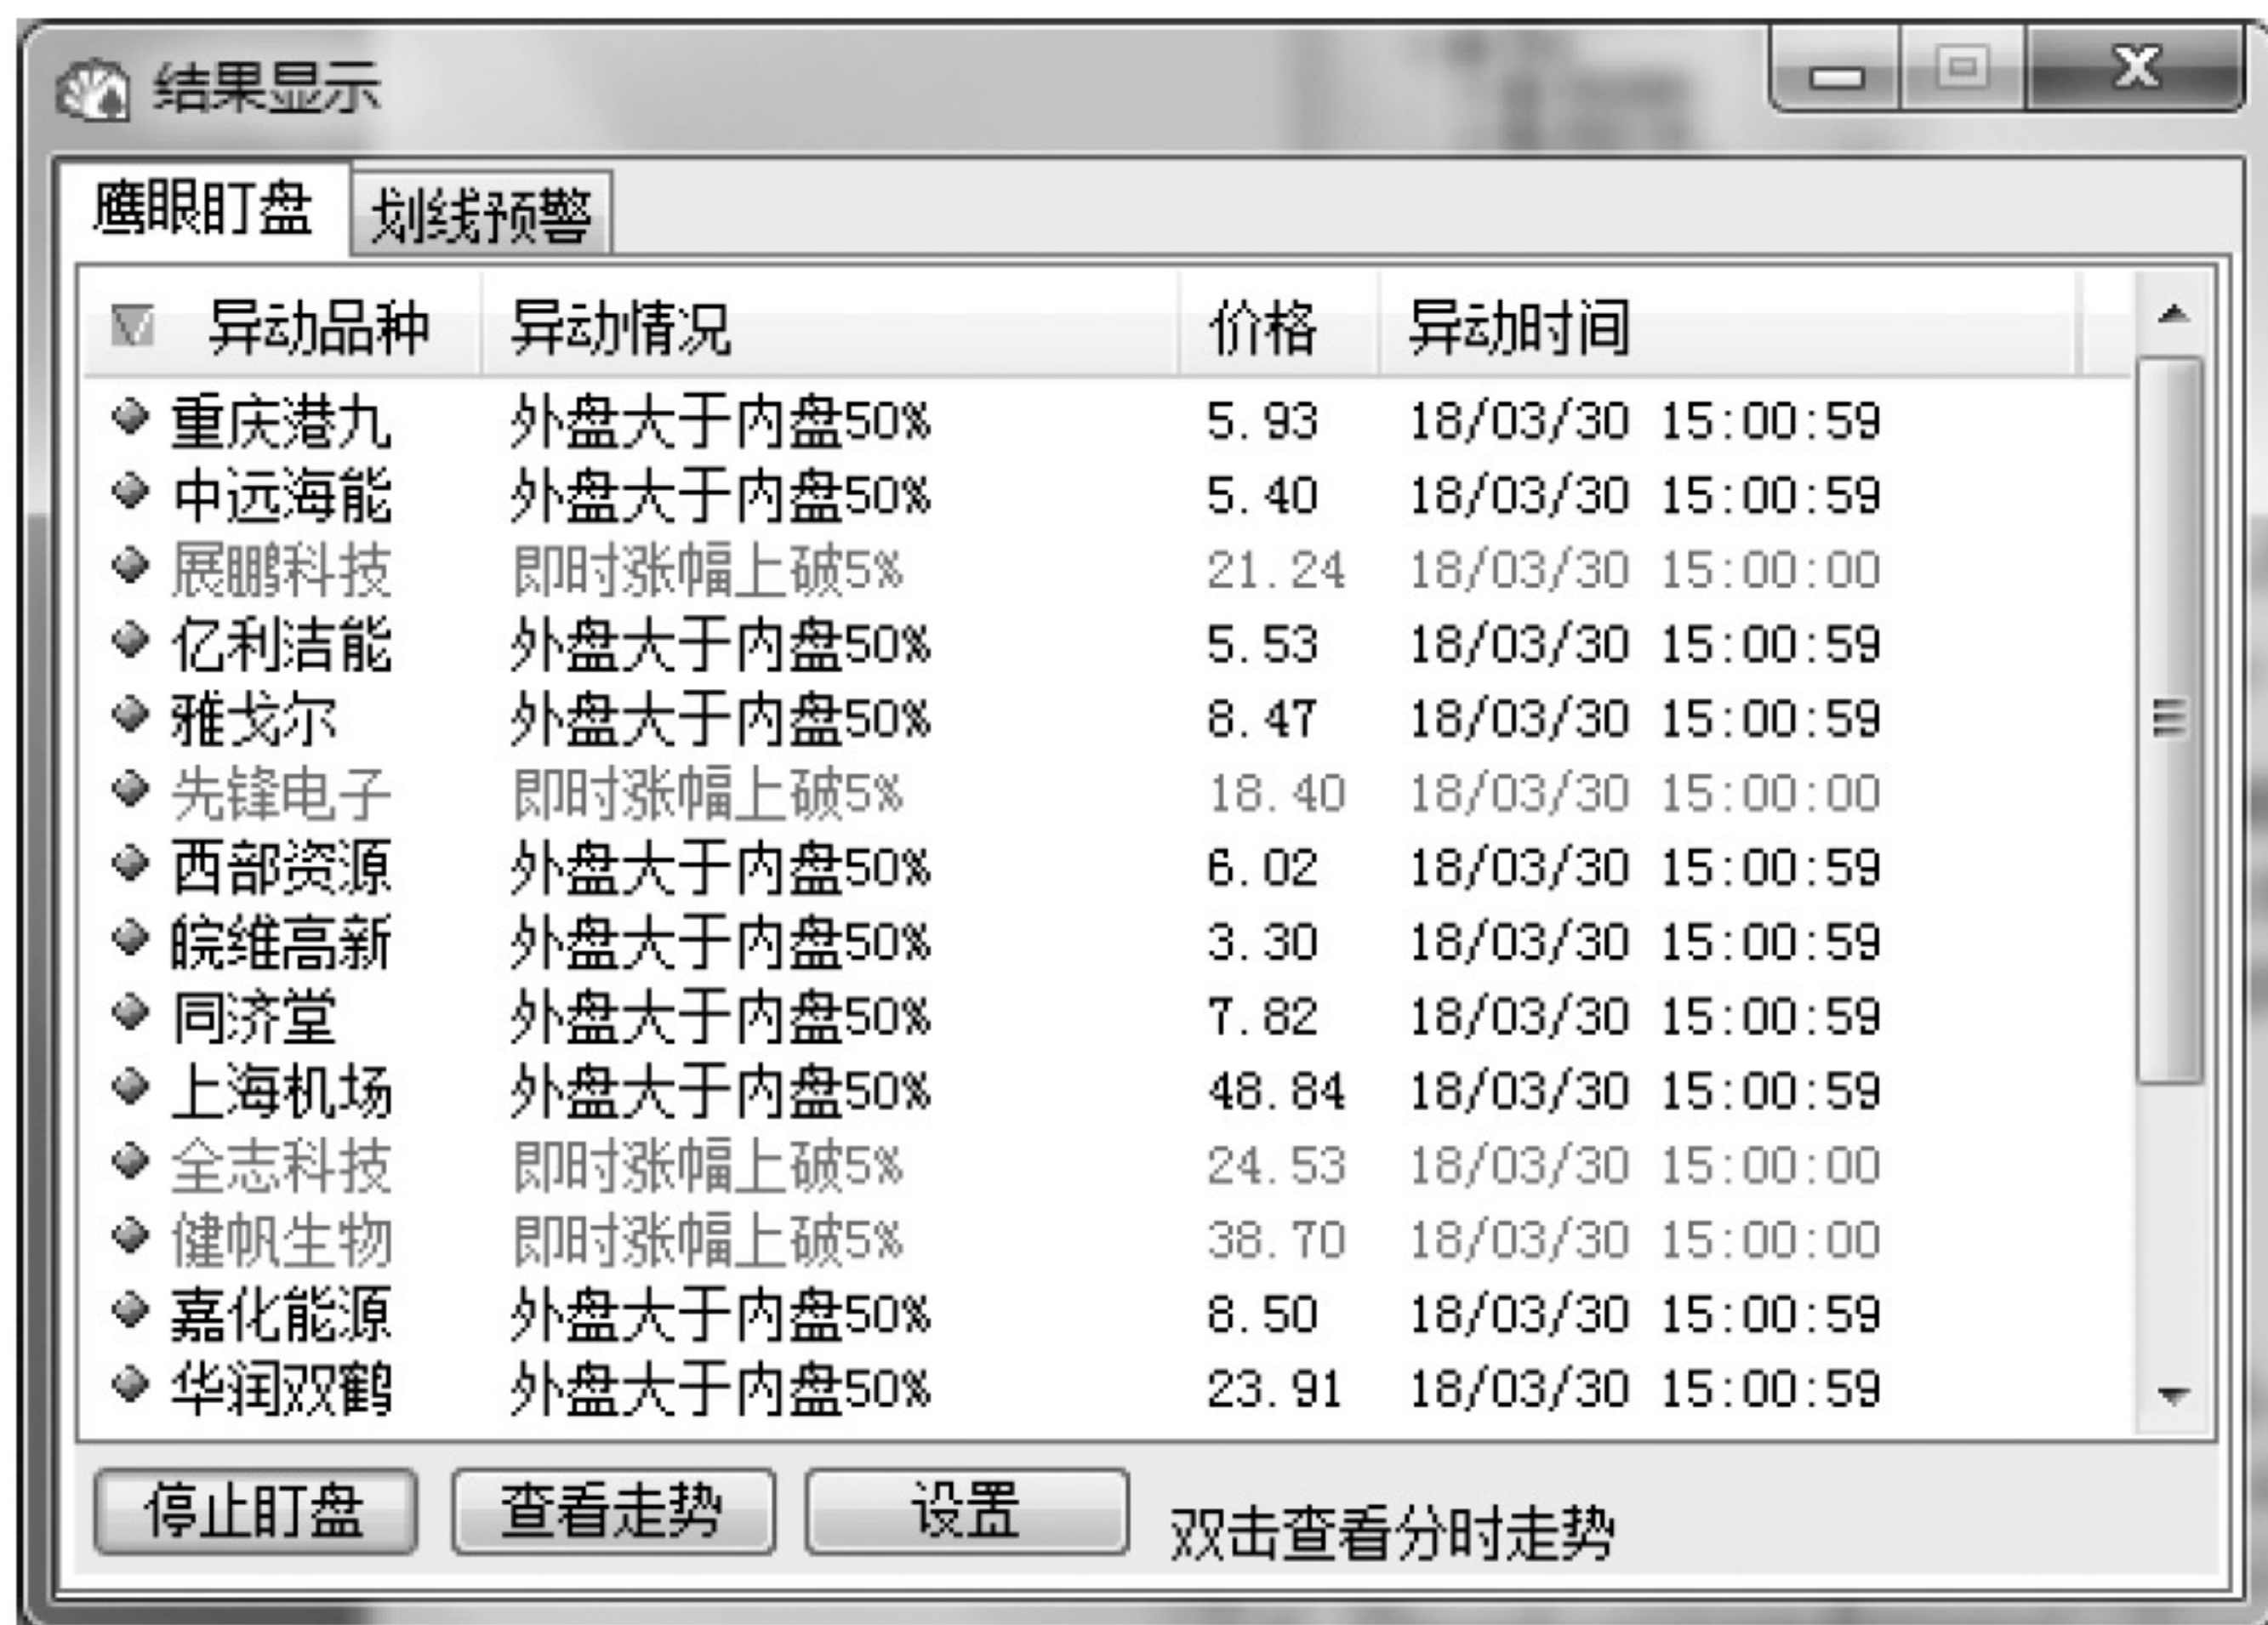 结果显示
鹰眼盯盘 划线预警
异动品种 异动情况 价格 异动时间
重庆港九 外盘大于内盘50% 5.93 18/03/30 15:00:59
中远海能 外盘大于内盘50% 5.40 18/03/30 15:00:59
展鹏科技 即时涨幅上破5% 21.24 18/03/30 15:00:00
亿利洁能 外盘大于内盘50% 5.53 18/03/30 15:00:59
雅戈尔 外盘大于内盘50% 8.47 18/03/30 15:00:59
先锋电子 即时涨幅上破5% 18.40 18/03/30 15:00:00
西部资源 外盘大于内盘50% 6.02 18/03/30 15:00:59
皖维高新 外盘大于内盘50% 3.30 18/03/30 15:00:59
同济堂 外盘大于内盘50% 7.82 18/03/30 15:00:59
上海机场 外盘大于内盘50% 48.84 18/03/30 15:00:59
全志科技 即时涨幅上破5% 24.53 18/03/30 15:00:00
健帆生物 即时涨幅上破5% 38.70 18/03/30 15:00:00
嘉化能源 外盘大于内盘50% 8.50 18/03/30 15:00:59
华润双鹤 外盘大于内盘50% 23.91 18/03/30 15:00:59
停止盯盘 查看走势 设置 双击查看分时走势